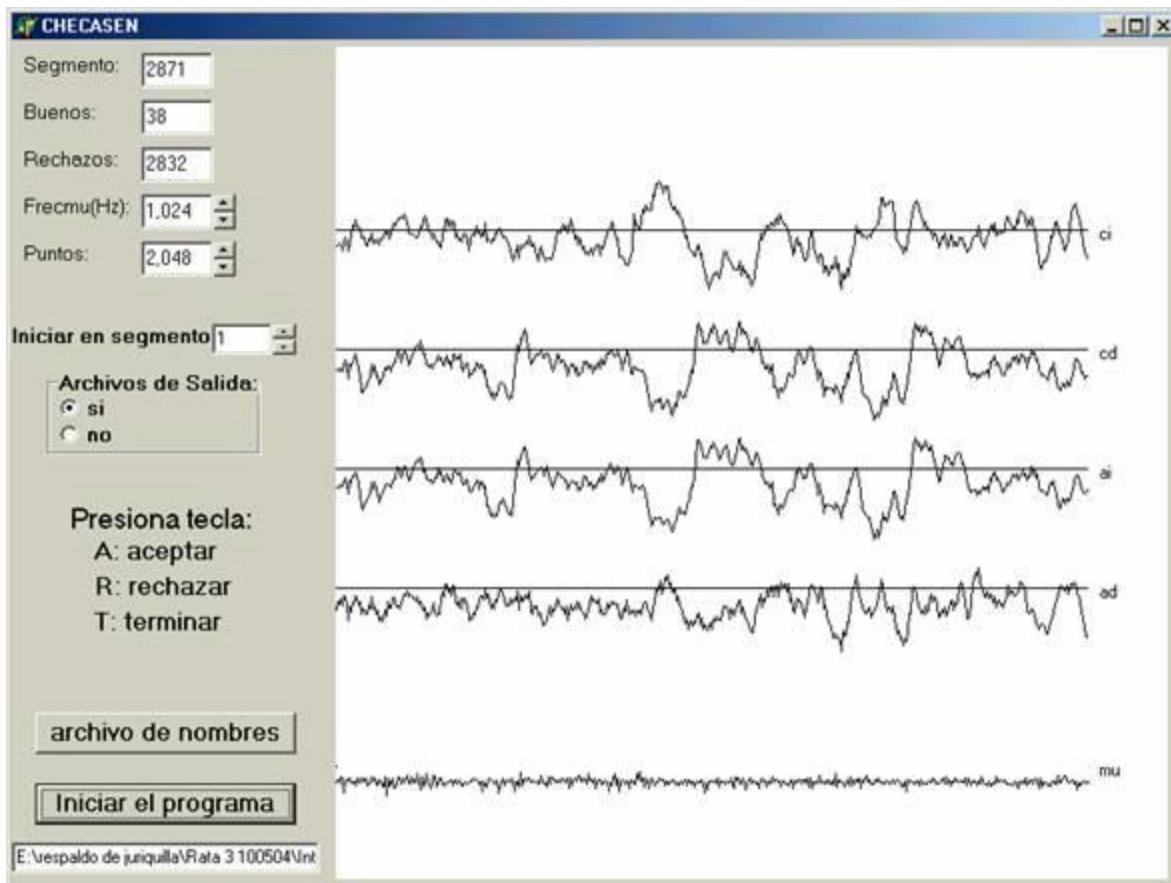 CHECASEN
Segmento: 2871
Buenos: 38
Rechazos: 2832
Frecmu(Hz): 1,024
Puntos: 2,048
Iniciar en segmento 1
Archivos de Salida:
si
no
Presiona tecla:
A: aceptar
R: rechazar
T: terminar
archivo de nombres
Iniciar el programa
E:\respaldo de juriquilla\Rata 3 100504\Int
ci
cd
ai
ad
mu